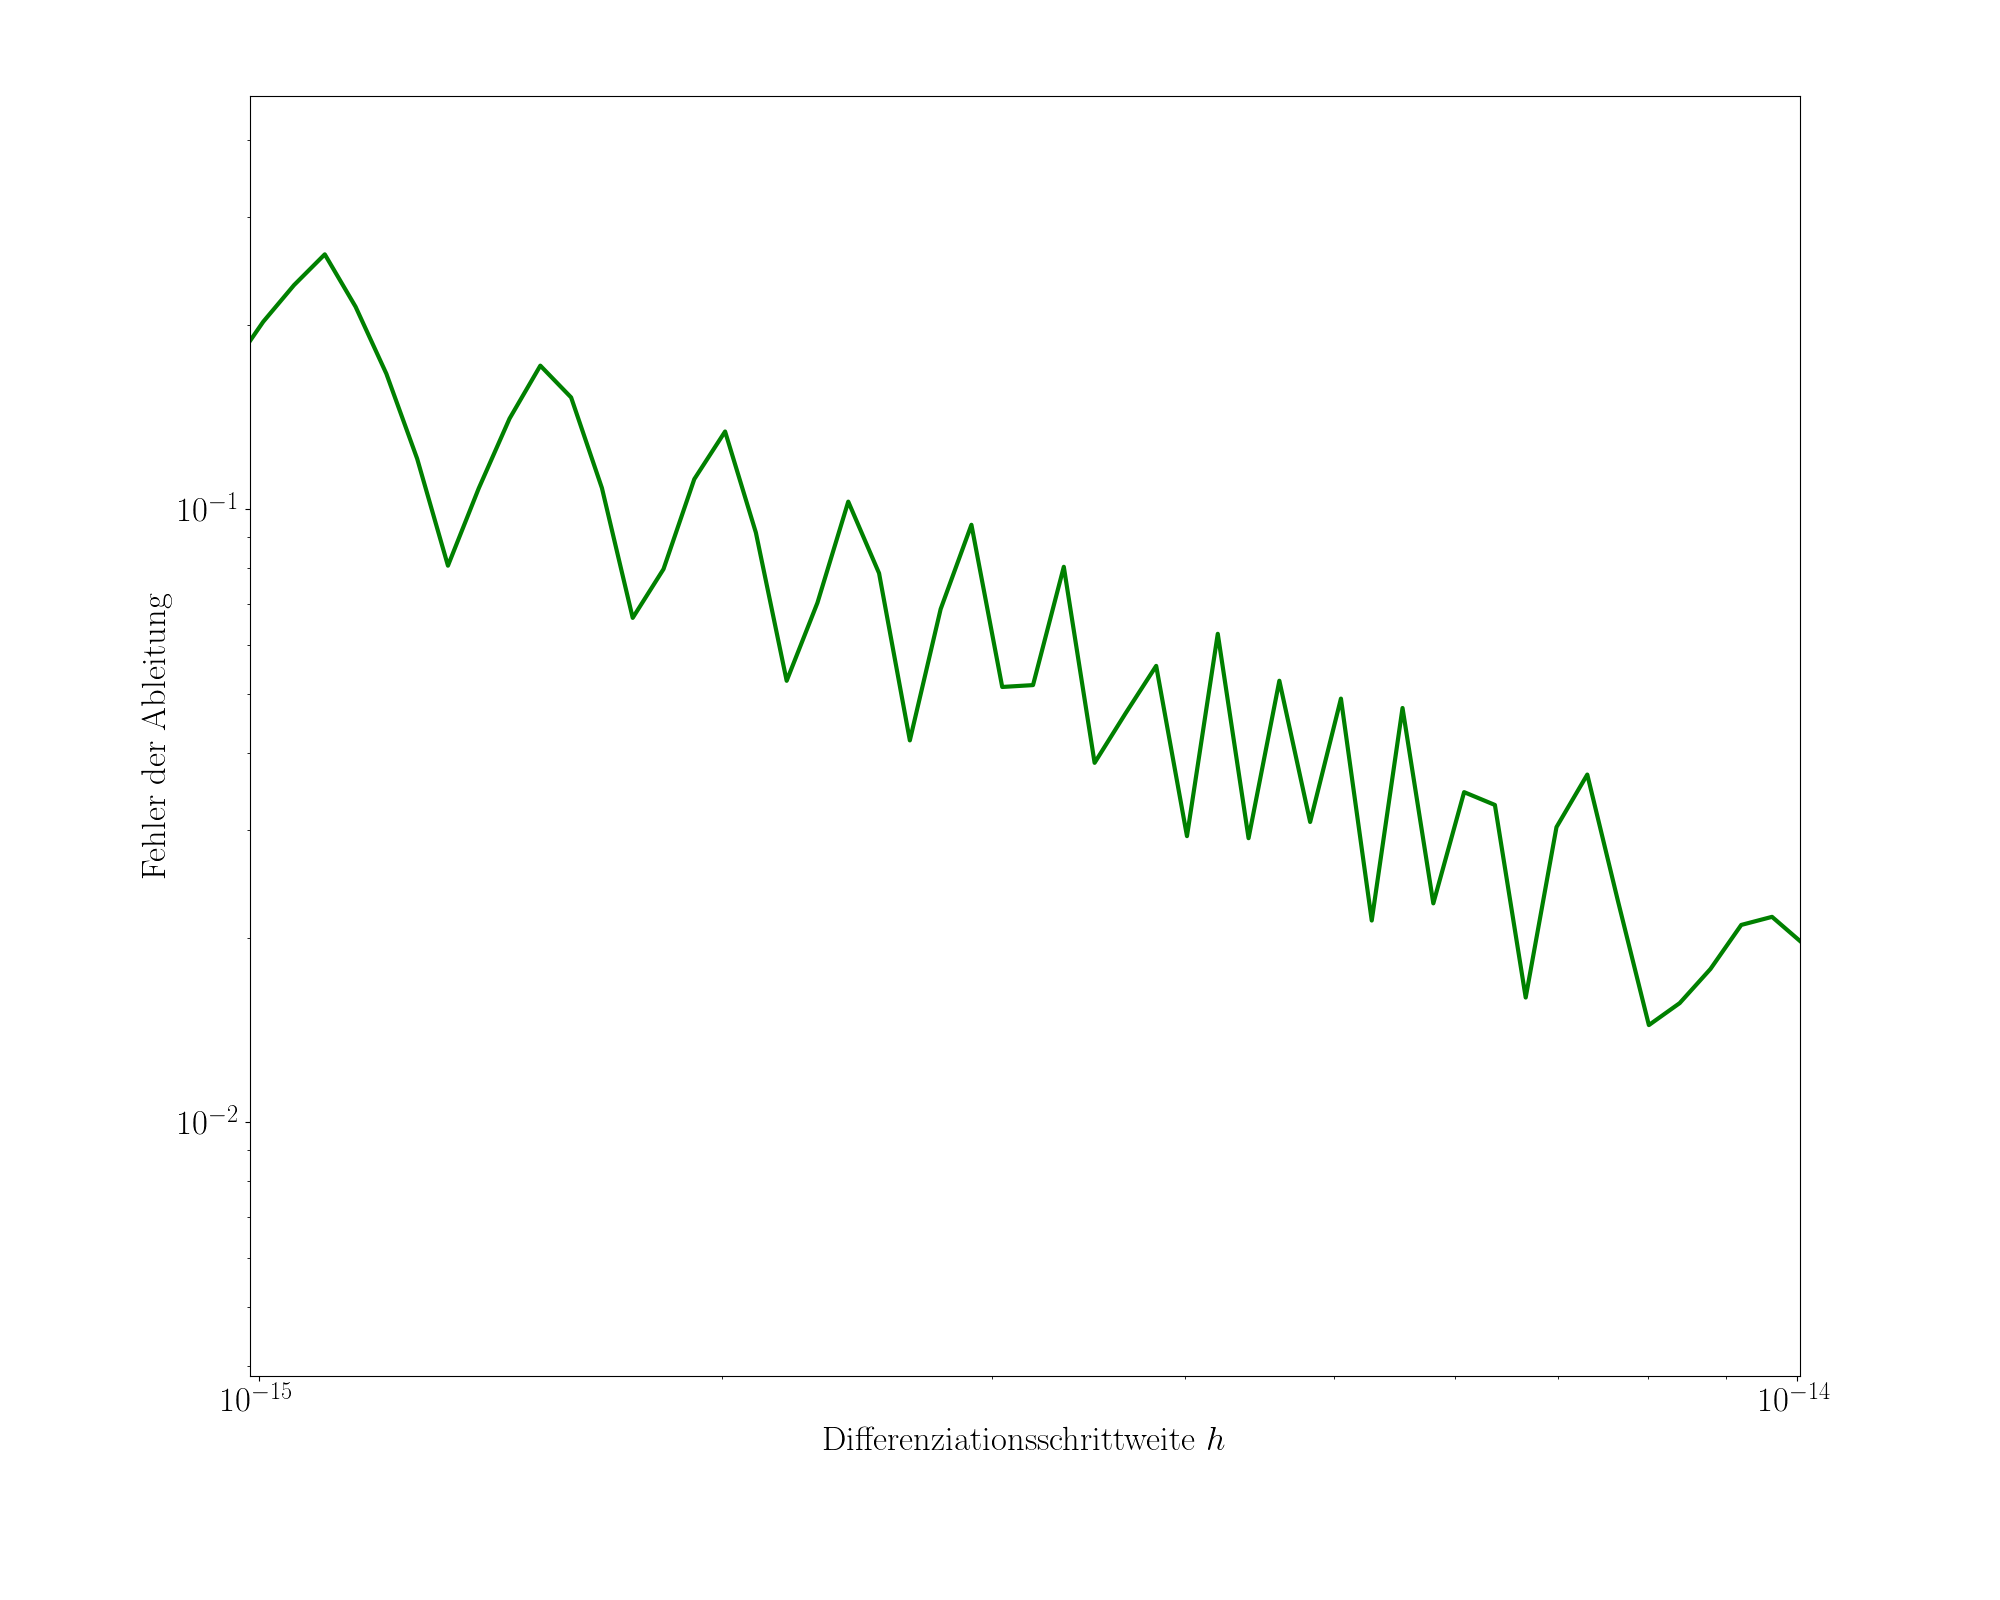 10⁻¹
Fehler der Ableitung
10⁻²
10⁻¹⁵
10⁻¹⁴
Differenziationsschrittweite h